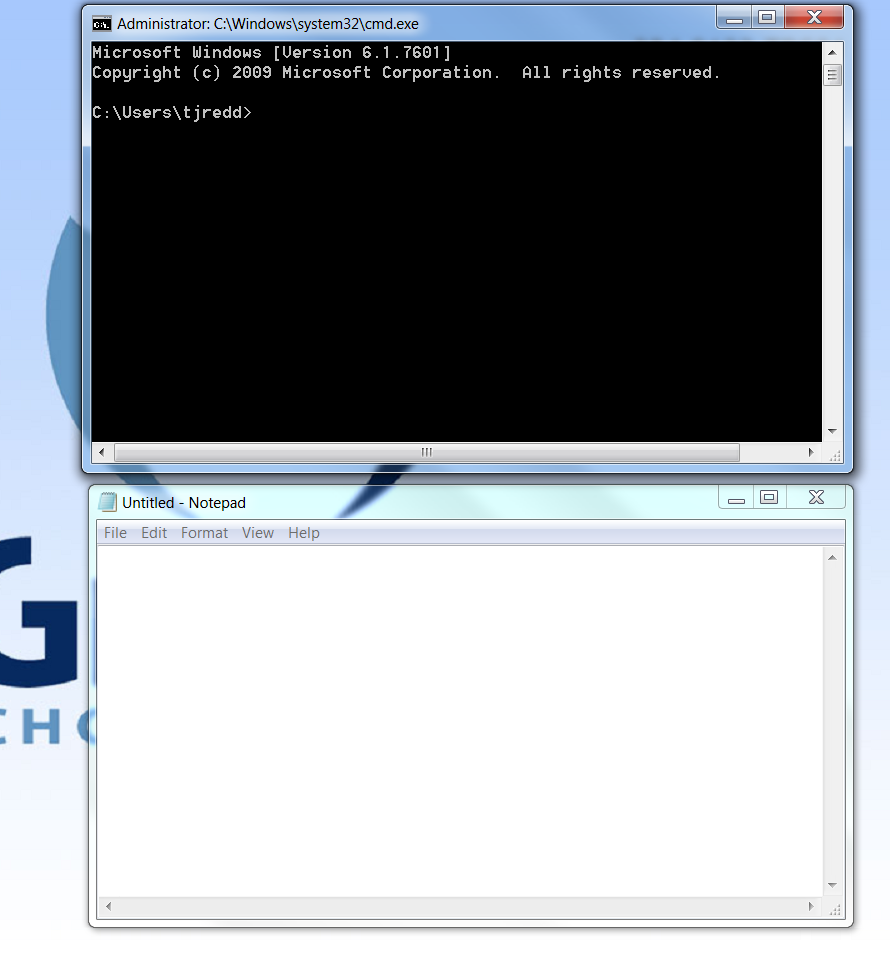 Administrator: C:\Windows\system32\cmd.exe
Microsoft Windows [Version 6.1.7601]
Copyright (c) 2009 Microsoft Corporation.  All rights reserved.
C:\Users\tjredd>
Untitled - Notepad
File Edit Format View Help
G
CHO